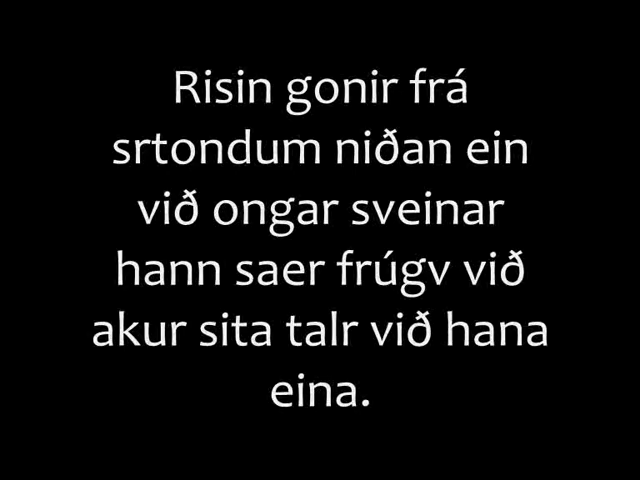 Risin gonir frá
srtondum niðan ein
við ongar sveinar
hann saer frúgv við
akur sita talr við hana
eina.